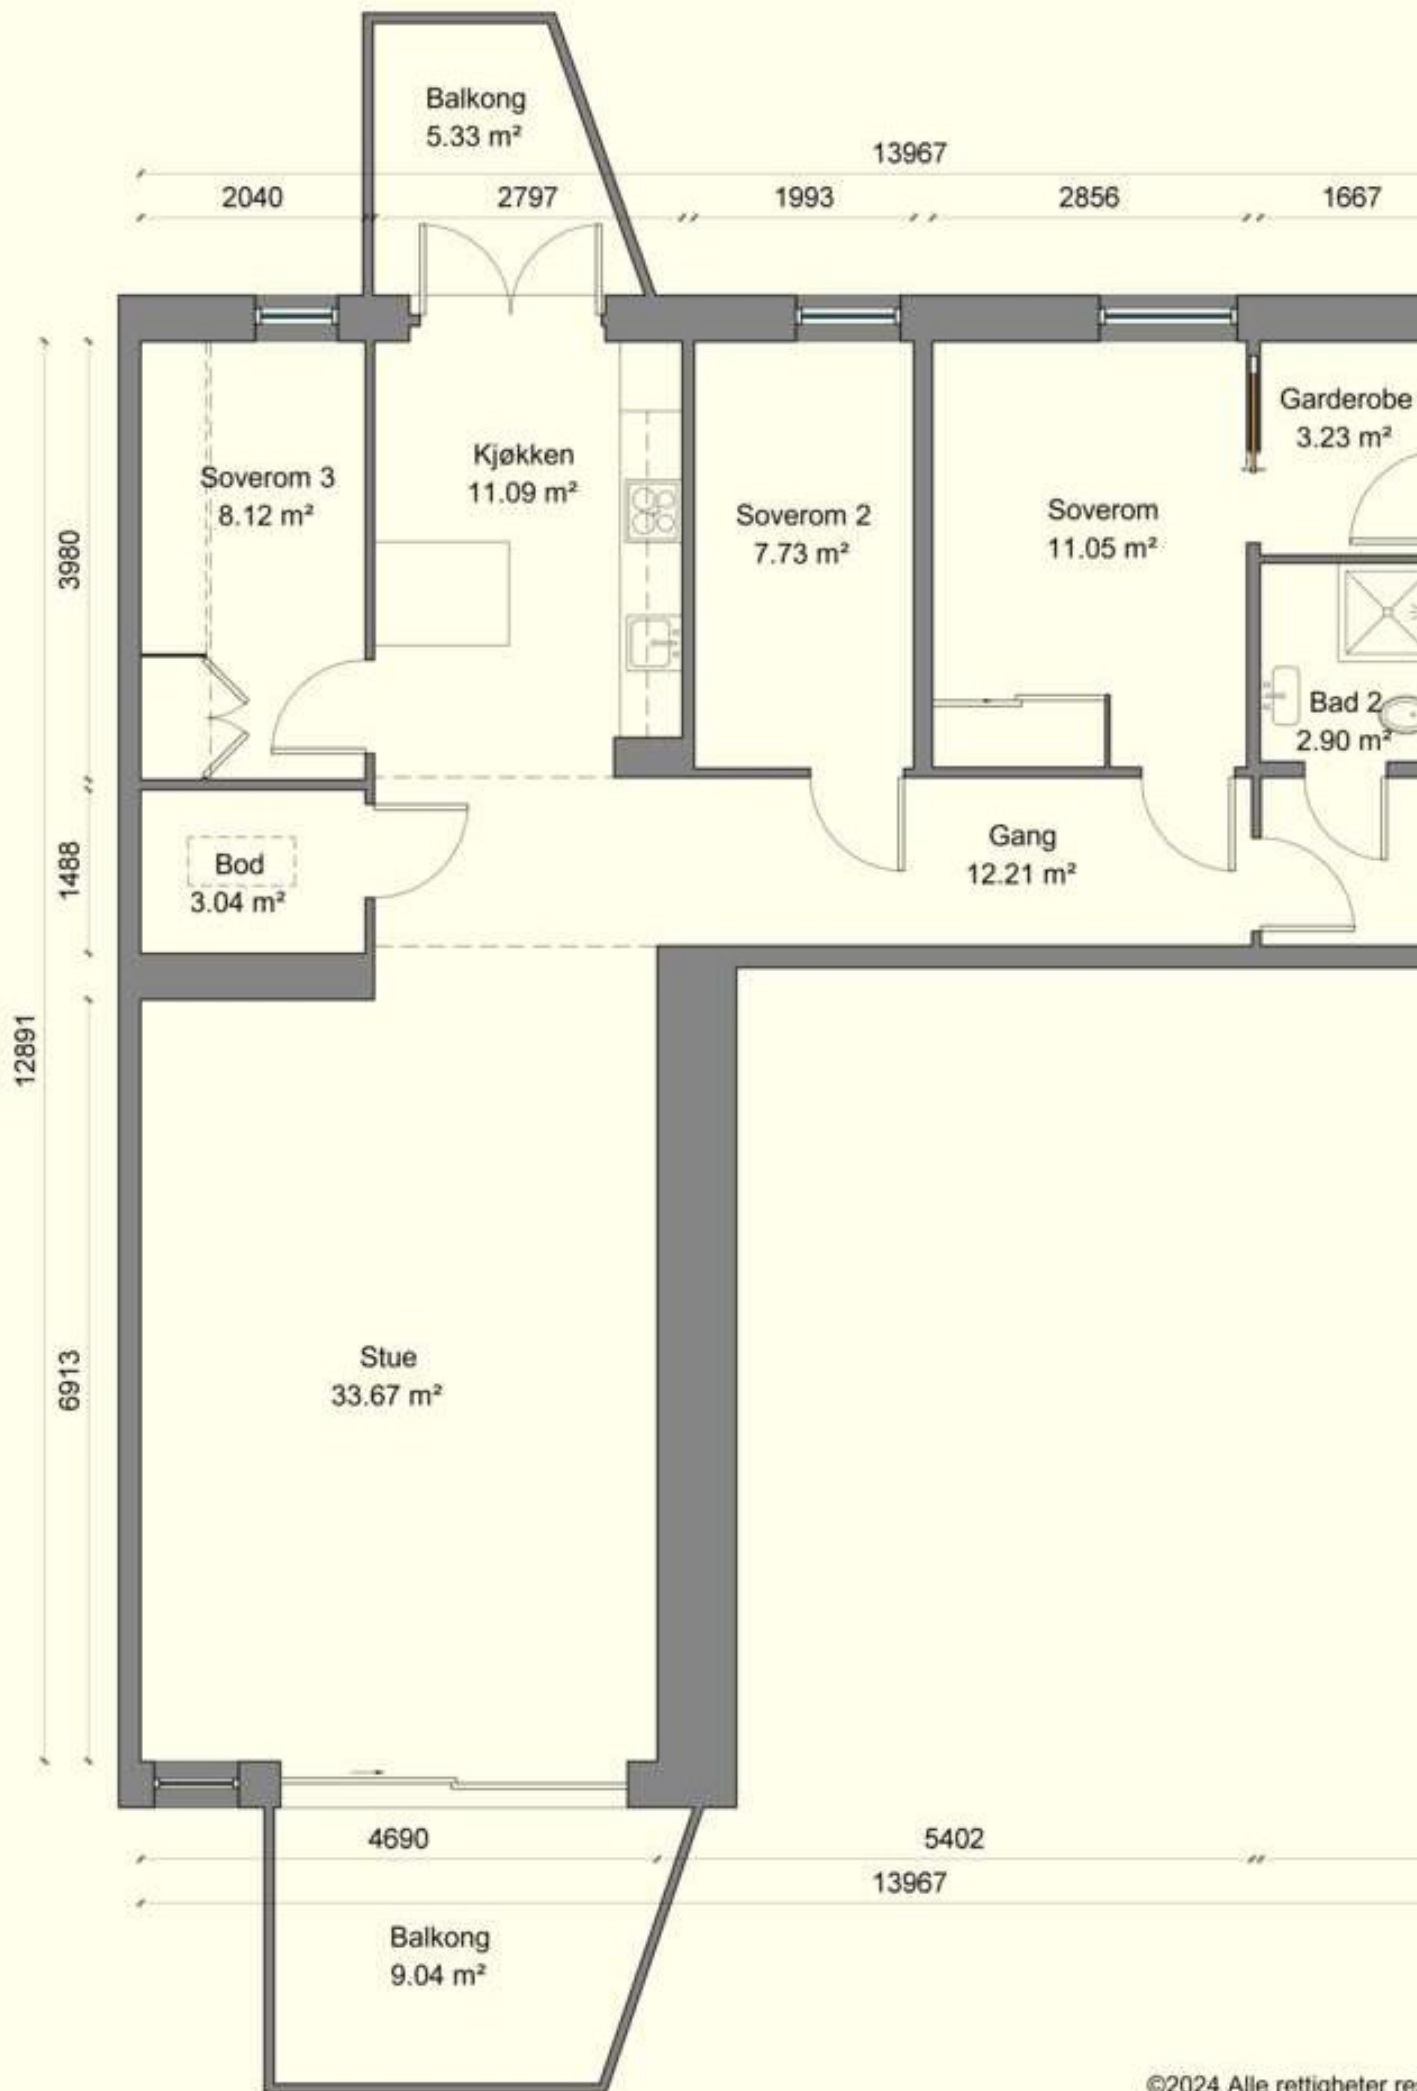 Balkong
5.33 m²
13967
2040
2797
1993
2856
1667
Garderobe
3.23 m²
Kjøkken
11.09 m²
Soverom 3
8.12 m²
Soverom 2
7.73 m²
Soverom
11.05 m²
3980
Bad 2
2.90 m²
Gang
12.21 m²
1488
Bod
3.04 m²
12891
6913
Stue
33.67 m²
4690
5402
13967
Balkong
9.04 m²
©2024 Alle rettigheter re